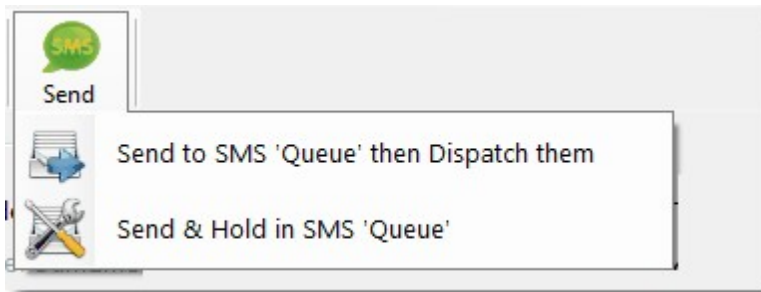 SMS
Send
Send to SMS 'Queue' then Dispatch them
Send & Hold in SMS 'Queue'